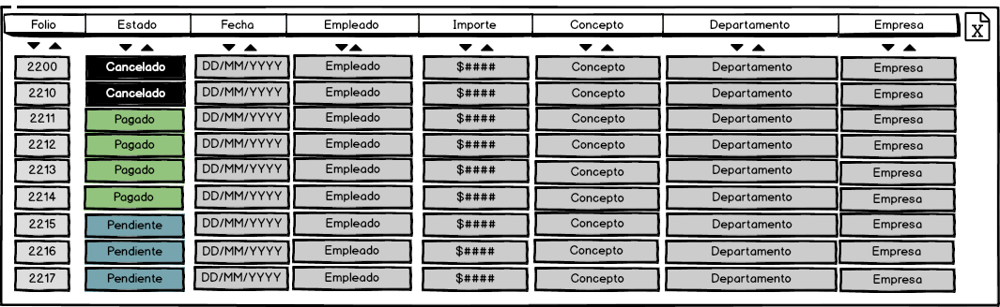 Folio Estado Fecha Empleado Importe Concepto Departamento Empresa X
2200 Cancelado DD/MM/YYYY Empleado $#### Concepto Departamento Empresa
2210 Cancelado DD/MM/YYYY Empleado $#### Concepto Departamento Empresa
2211 Pagado DD/MM/YYYY Empleado $#### Concepto Departamento Empresa
2212 Pagado DD/MM/YYYY Empleado $#### Concepto Departamento Empresa
2213 Pagado DD/MM/YYYY Empleado $#### Concepto Departamento Empresa
2214 Pagado DD/MM/YYYY Empleado $#### Concepto Departamento Empresa
2215 Pendiente DD/MM/YYYY Empleado $#### Concepto Departamento Empresa
2216 Pendiente DD/MM/YYYY Empleado $#### Concepto Departamento Empresa
2217 Pendiente DD/MM/YYYY Empleado $#### Concepto Departamento Empresa